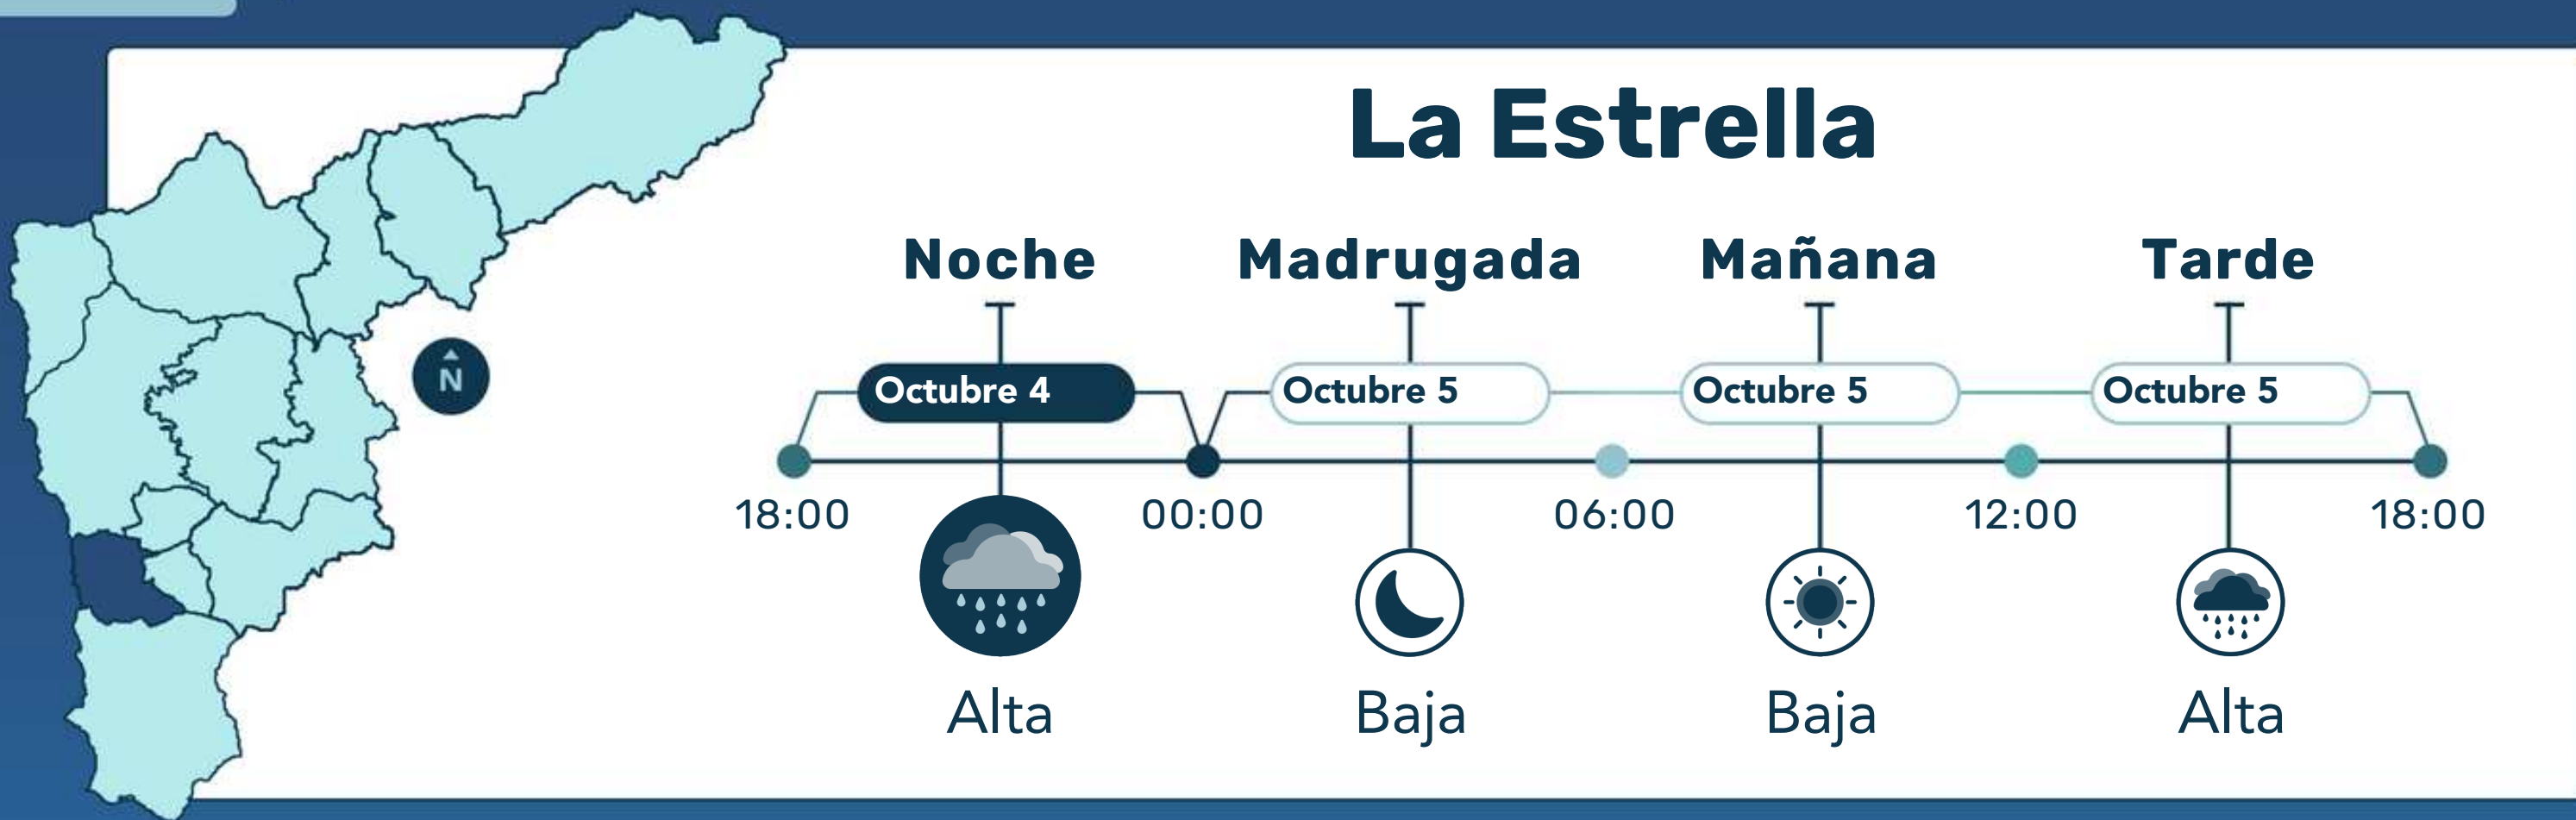 La Estrella
Noche Madrugada Mañana Tarde
N
Octubre 4 Octubre 5 Octubre 5 Octubre 5
18:00 00:00 06:00 12:00 18:00
Alta Baja Baja Alta